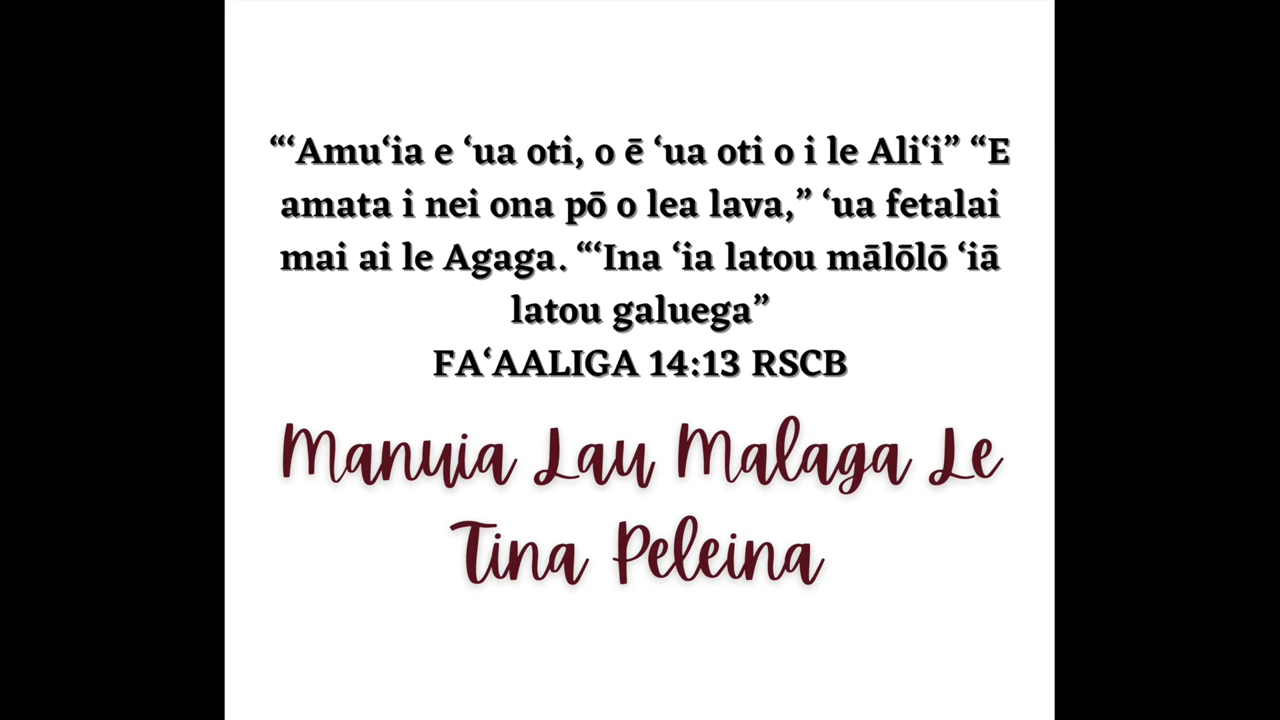 “‘Amu‘ia e ‘ua oti, o ē ‘ua oti o i le Ali‘i” “E
amata i nei ona pō o lea lava,” ‘ua fetalai
mai ai le Agaga. “‘Ina ‘ia latou mālōlō ‘iā
latou galuega”
FA‘AALIGA 14:13 RSCB
Manuia Lau Malaga Le
Tina Peleina